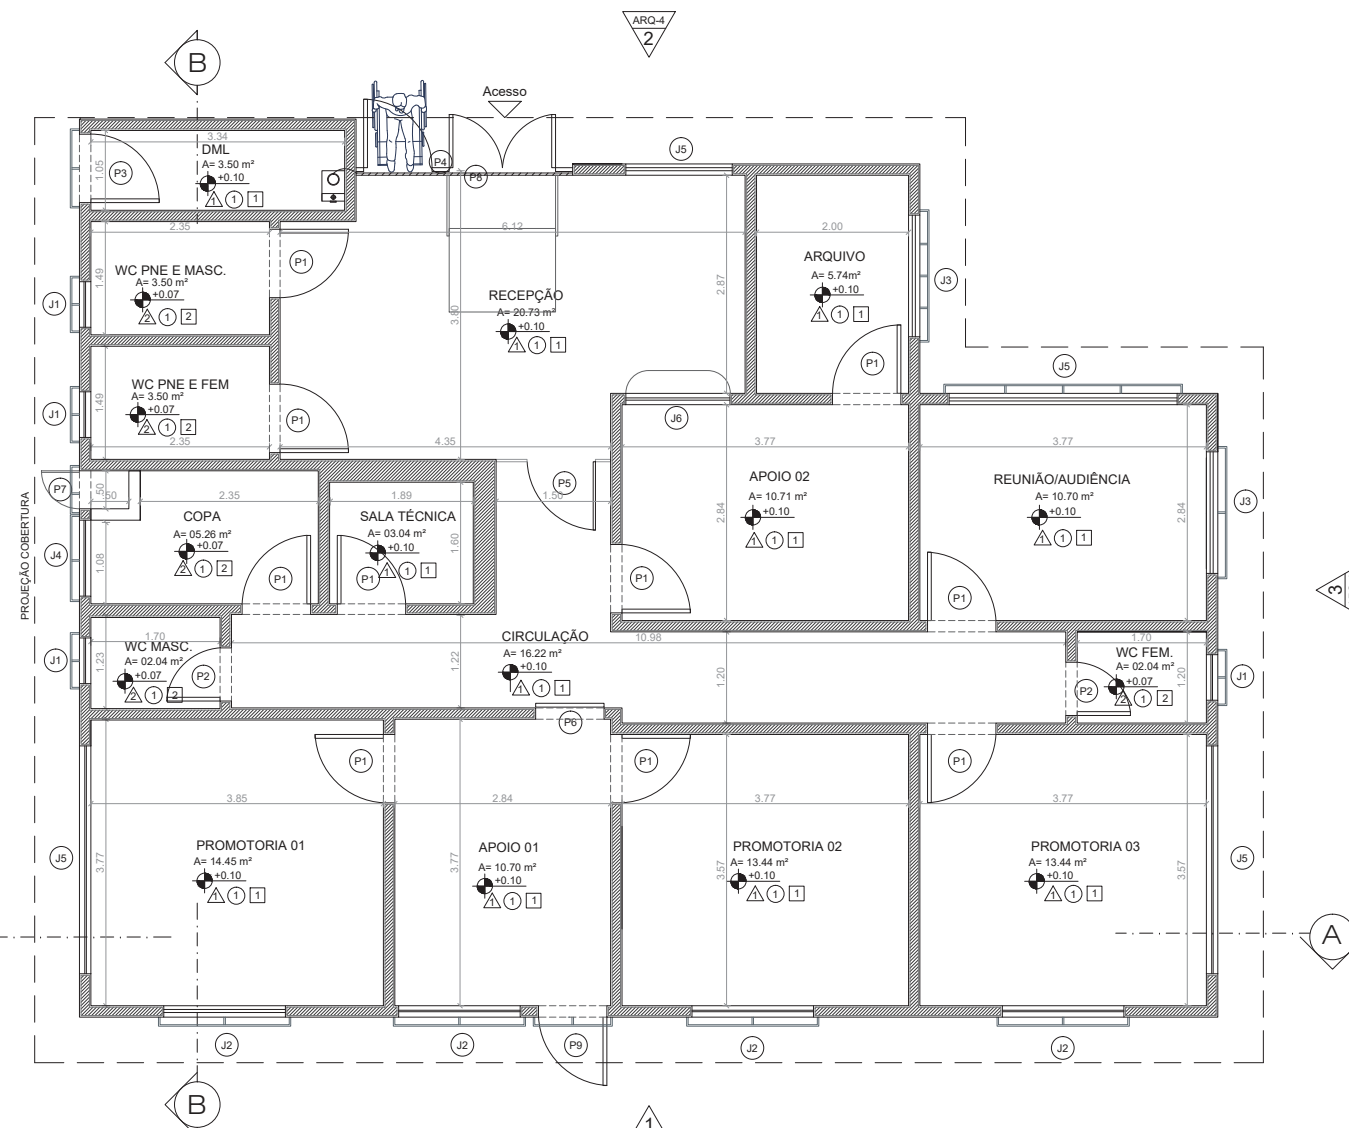 ARQ-4
2
B
Acesso
J5
3.34
DML
A= 3.50 m²
+0.10
1 1 1
1.05
P3
P4
P8
2.35
6.12
2.00
WC PNE E MASC.
A= 3.50 m²
+0.07
2 1 2
1.49
P1
J1
RECEPÇÃO
A= 20.73 m²
+0.10
1 1 1
3.80
2.87
ARQUIVO
A= 5.74m²
+0.10
1 1 1
J3
P1
WC PNE E FEM
A= 3.50 m²
+0.07
2 1 2
1.49
J1
P1
2.35
4.35
J6
3.77
J5
3.77
P7
.50
.50
2.35
COPA
A= 05.26 m²
+0.07
2 1 2
1.08
J4
P1
1.89
SALA TÉCNICA
A= 03.04 m²
+0.10
1 1 1
1.60
P1
P5
1.50
APOIO 02
A= 10.71 m²
+0.10
1 1 1
2.84
P1
REUNIÃO/AUDIÊNCIA
A= 10.70 m²
+0.10
1 1 1
2.84
J3
P1
PROJEÇÃO COBERTURA
3
1.70
WC MASC.
A= 02.04 m²
+0.07
2 1 2
1.23
J1
P2
CIRCULAÇÃO
A= 16.22 m²
+0.10
1 1 1
10.98
1.22
1.20
1.70
WC FEM.
A= 02.04 m²
+0.07
2 1 2
1.20
P2
J1
P6
P1
P1
P1
3.85
2.84
3.77
3.77
PROMOTORIA 01
A= 14.45 m²
+0.10
1 1 1
3.77
J5
APOIO 01
A= 10.70 m²
+0.10
1 1 1
3.77
PROMOTORIA 02
A= 13.44 m²
+0.10
1 1 1
3.57
PROMOTORIA 03
A= 13.44 m²
+0.10
1 1 1
3.57
J5
A
J2
J2
P9
J2
J2
B
1